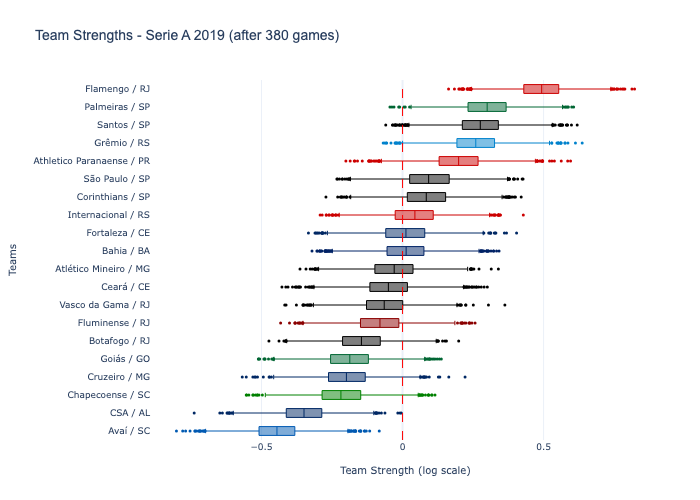 Team Strengths - Serie A 2019 (after 380 games)
Flamengo / RJ
Palmeiras / SP
Santos / SP
Grêmio / RS
Athletico Paranaense / PR
São Paulo / SP
Corinthians / SP
Internacional / RS
Fortaleza / CE
Bahia / BA
Atlético Mineiro / MG
Ceará / CE
Vasco da Gama / RJ
Fluminense / RJ
Botafogo / RJ
Goiás / GO
Cruzeiro / MG
Chapecoense / SC
CSA / AL
Avaí / SC
Teams
−0.5 0 0.5
Team Strength (log scale)